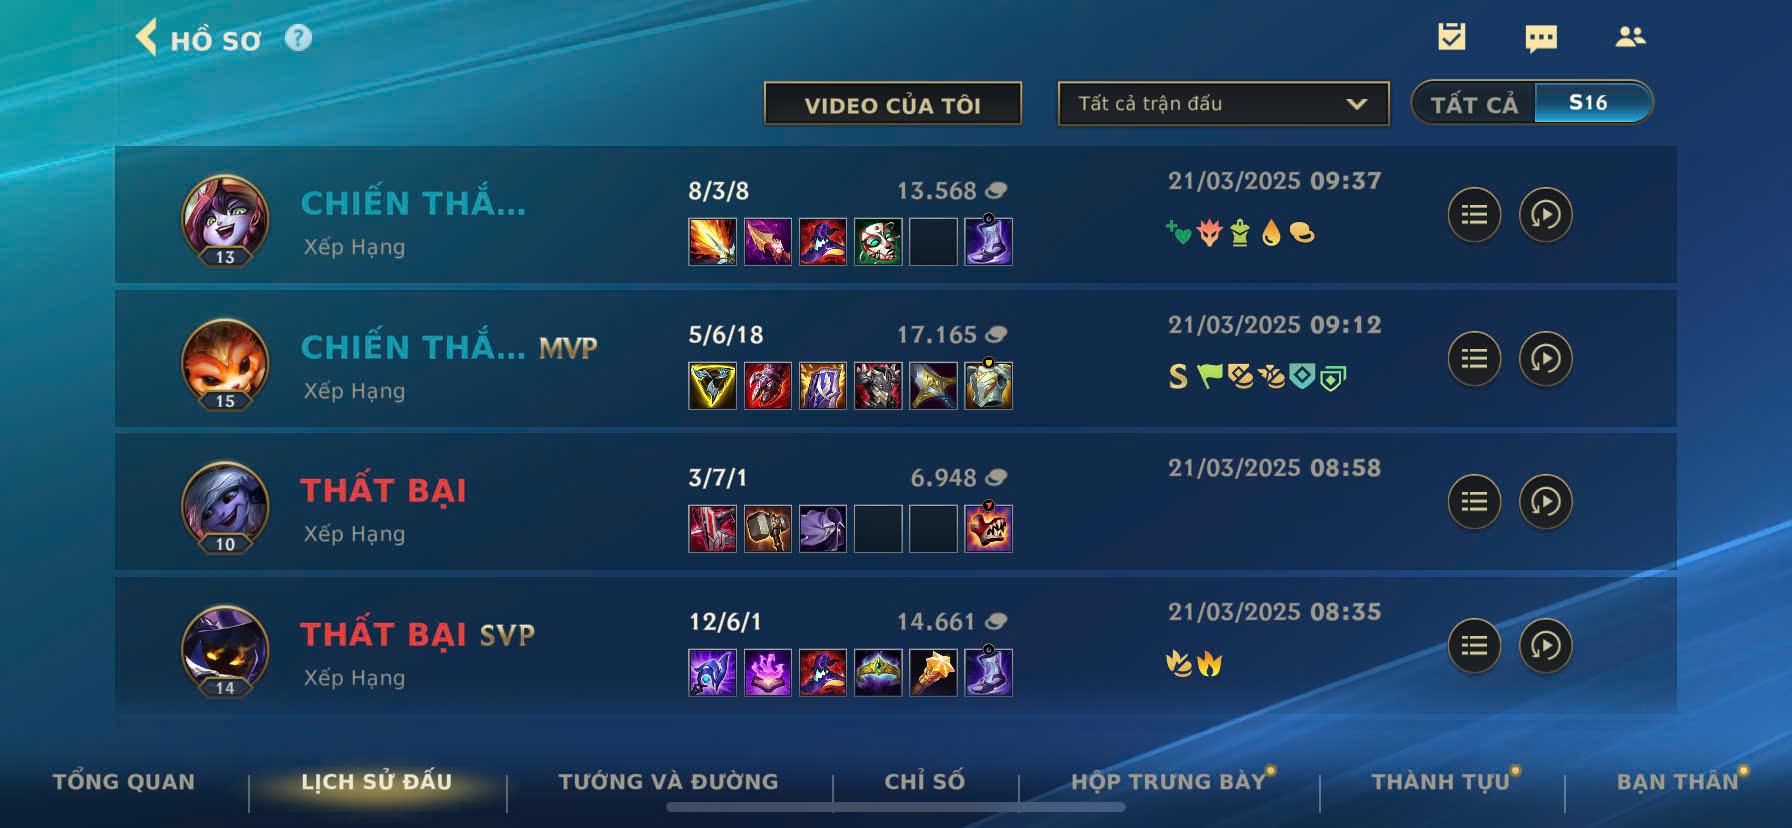 HỒ SƠ ?
VIDEO CỦA TÔI
Tất cả trận đấu
TẤT CẢ
S16
CHIẾN THẮ...
Xếp Hạng
13
8/3/8
13.568
21/03/2025 09:37
CHIẾN THẮ... MVP
Xếp Hạng
15
5/6/18
17.165
21/03/2025 09:12
S
THẤT BẠI
Xếp Hạng
10
3/7/1
6.948
21/03/2025 08:58
THẤT BẠI SVP
Xếp Hạng
14
12/6/1
14.661
21/03/2025 08:35
TỔNG QUAN
LỊCH SỬ ĐẤU
TƯỚNG VÀ ĐƯỜNG
CHỈ SỐ
HỘP TRƯNG BÀY
THÀNH TỰU
BẠN THÂN